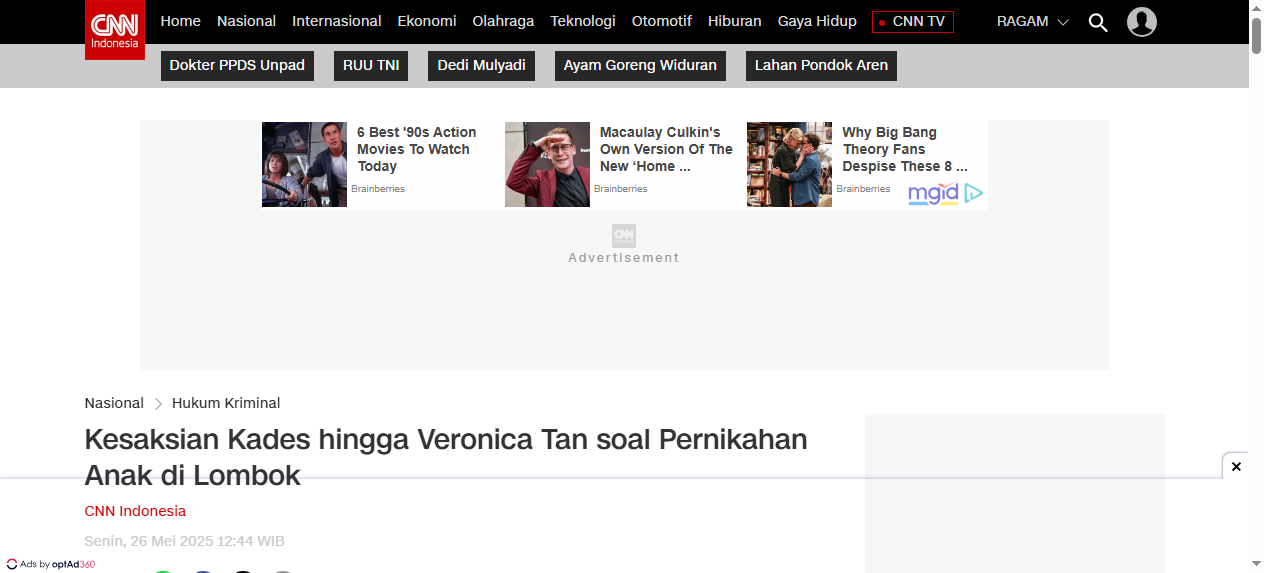 CNN
Indonesia
Home Nasional Internasional Ekonomi Olahraga Teknologi Otomotif Hiburan Gaya Hidup CNN TV RAGAM
Dokter PPDS Unpad RUU TNI Dedi Mulyadi Ayam Goreng Widuran Lahan Pondok Aren
6 Best '90s Action
Movies To Watch
Today
Brainberries
Macaulay Culkin's
Own Version Of The
New ‘Home ...
Brainberries
Why Big Bang
Theory Fans
Despise These 8 ...
Brainberries
mgid
CNN
Advertisement
Nasional Hukum Kriminal
Kesaksian Kades hingga Veronica Tan soal Pernikahan
Anak di Lombok
CNN Indonesia
Senin, 26 Mei 2025 12:44 WIB
Ads by optAd360